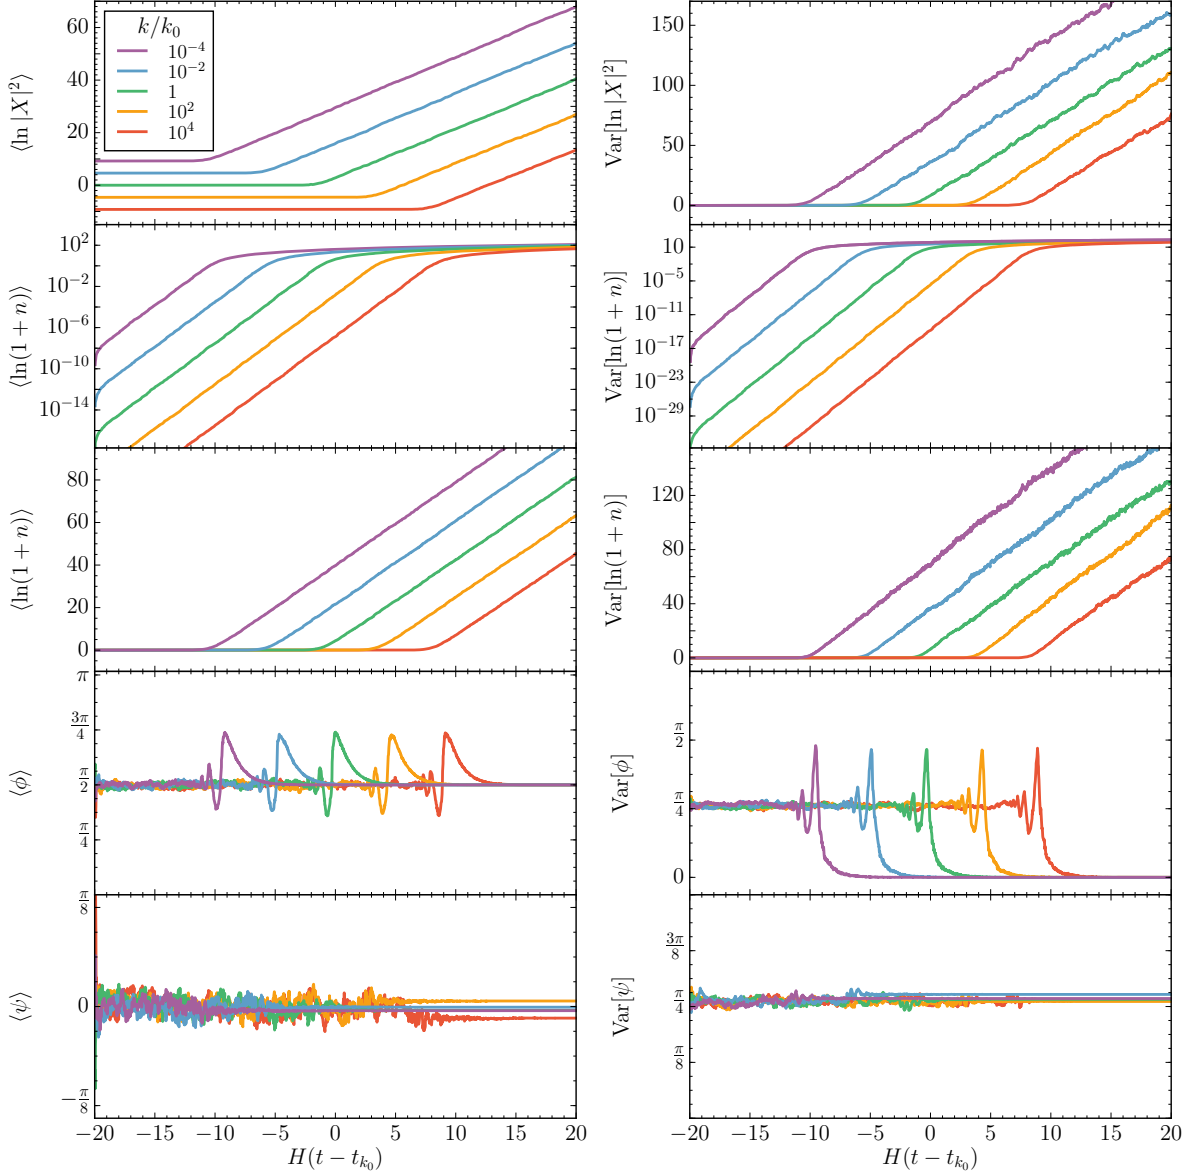 k/k₀
10⁻⁴
10⁻²
1
10²
10⁴
⟨ln |X|²⟩
60
40
20
0
Var[ln |X|²]
150
100
50
0
⟨ln(1 + n)⟩
10²
10⁻²
10⁻⁶
10⁻¹⁰
10⁻¹⁴
Var[ln(1 + n)]
10
10⁻⁵
10⁻¹¹
10⁻¹⁷
10⁻²³
10⁻²⁹
⟨ln(1 + n)⟩
80
60
40
20
0
Var[ln(1 + n)]
120
80
40
0
⟨ϕ⟩
π
3π/4
π/2
π/4
Var[ϕ]
π/2
π/4
0
⟨ψ⟩
π/8
0
−π/8
Var[ψ]
3π/8
π/4
π/8
−20 −15 −10 −5 0 5 10 15 20
H(t − tₖ₀)
−20 −15 −10 −5 0 5 10 15 20
H(t − tₖ₀)